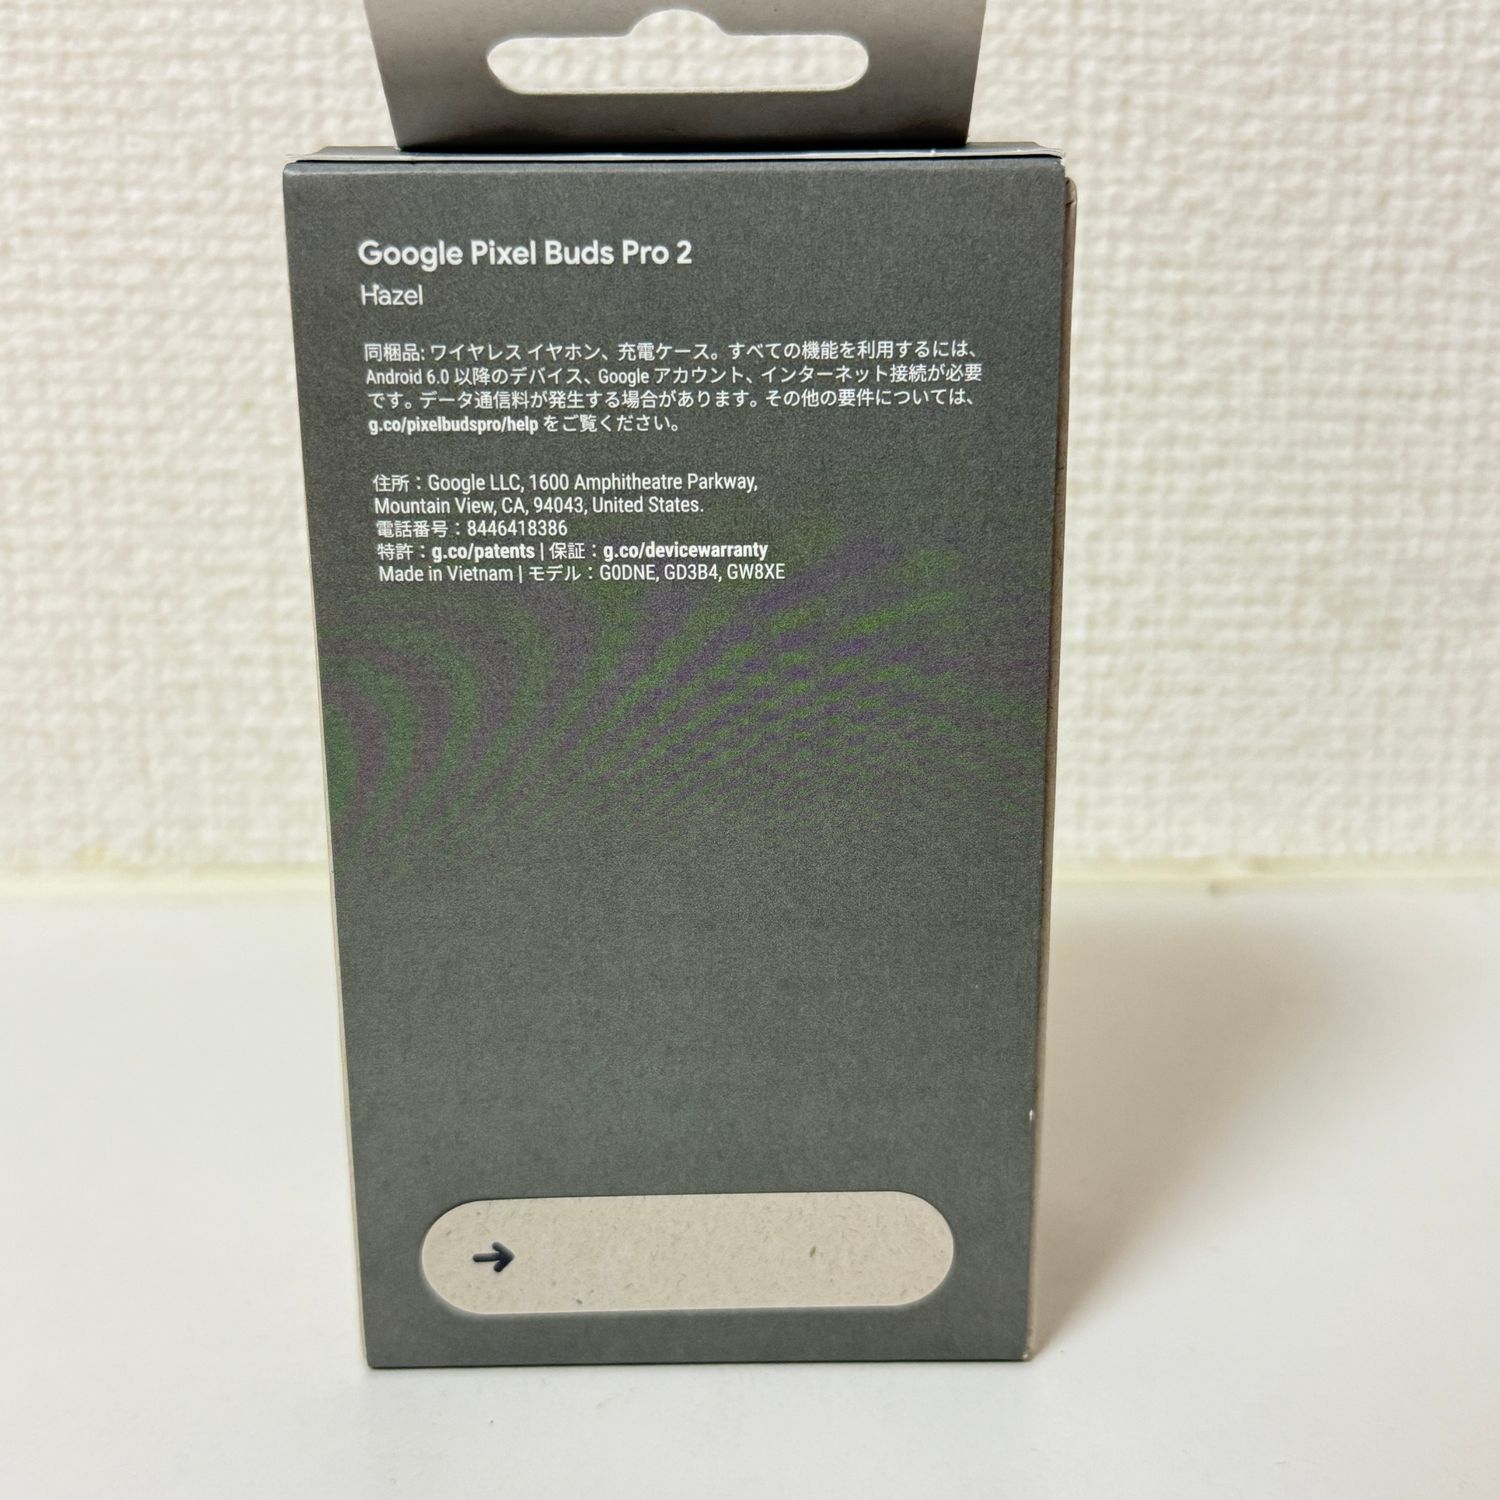 Google Pixel Buds Pro 2
Hazel
同梱品: ワイヤレス イヤホン、充電ケース。すべての機能を利用するには、
Android 6.0 以降のデバイス、Google アカウント、インターネット接続が必要
です。データ通信料が発生する場合があります。その他の要件については、
g.co/pixelbudspro/help をご覧ください。
住所：Google LLC, 1600 Amphitheatre Parkway,
Mountain View, CA, 94043, United States.
電話番号：8446418386
特許：g.co/patents | 保証：g.co/devicewarranty
Made in Vietnam | モデル：G0DNE, GD3B4, GW8XE